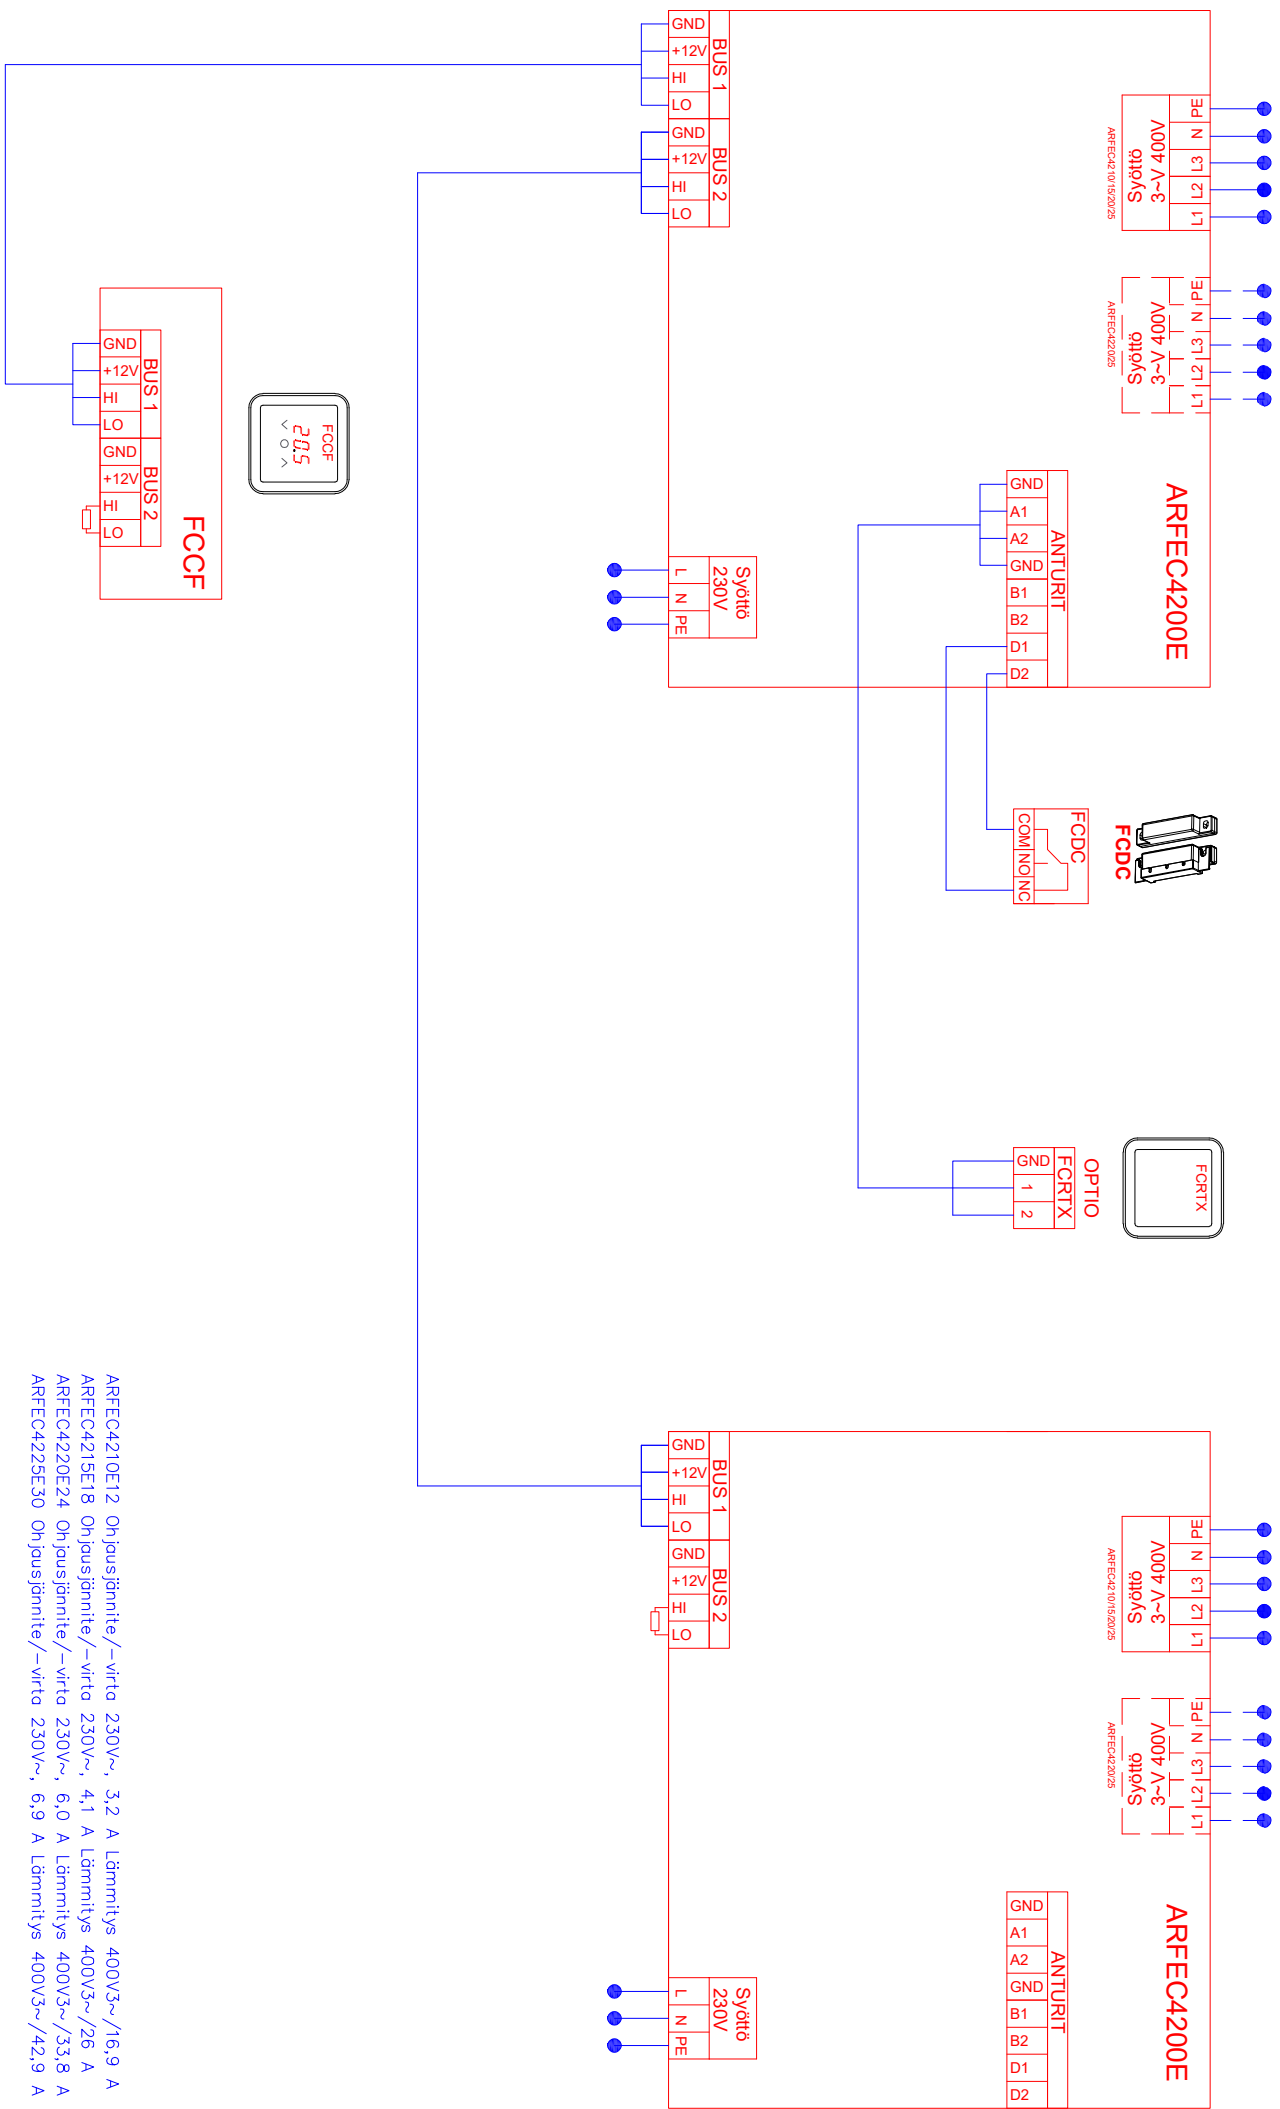 GND
+12V
HI
LO
BUS 1
GND
+12V
HI
LO
BUS 2
PE
N
L3
L2
L1
3~V 400V
Syöttö
ARFEC4210/15/20/25
PE
N
L3
L2
L1
3~V 400V
Syöttö
ARFEC4220/25
ARFEC4200E
GND
A1
A2
GND
B1
B2
D1
D2
ANTURIT
Syöttö
230V
L
N
PE
GND
+12V
HI
LO
BUS 1
GND
+12V
HI
LO
BUS 2
FCCF
FCCF
20.5
FCDC
FCDC
COM
NO
NC
FCRTX
OPTIO
FCRTX
GND
1
2
GND
+12V
HI
LO
BUS 1
GND
+12V
HI
LO
BUS 2
PE
N
L3
L2
L1
3~V 400V
Syöttö
ARFEC4210/15/20/25
PE
N
L3
L2
L1
3~V 400V
Syöttö
ARFEC4220/25
ARFEC4200E
GND
A1
A2
GND
B1
B2
D1
D2
ANTURIT
Syöttö
230V
L
N
PE
ARFEC4210E12 Ohjausjännite/-virta 230V~, 3,2 A Lämmitys 400V3~/16,9 A
ARFEC4215E18 Ohjausjännite/-virta 230V~, 4,1 A Lämmitys 400V3~/26 A
ARFEC4220E24 Ohjausjännite/-virta 230V~, 6,0 A Lämmitys 400V3~/33,8 A
ARFEC4225E30 Ohjausjännite/-virta 230V~, 6,9 A Lämmitys 400V3~/42,9 A